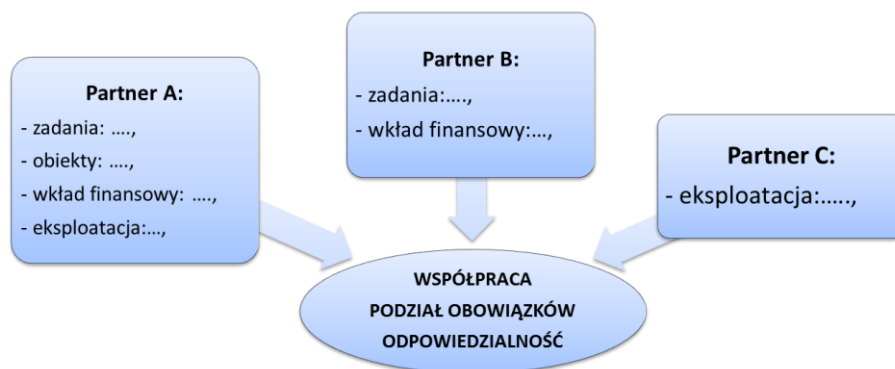 Partner A:
- zadania: ....,
- obiekty: ....,
- wkład finansowy: ....,
- eksploatacja:...,
Partner B:
- zadania:....,
- wkład finansowy:...,
Partner C:
- eksploatacja:.....,
WSPÓŁPRACA
PODZIAŁ OBOWIĄZKÓW
ODPOWIEDZIALNOŚĆ